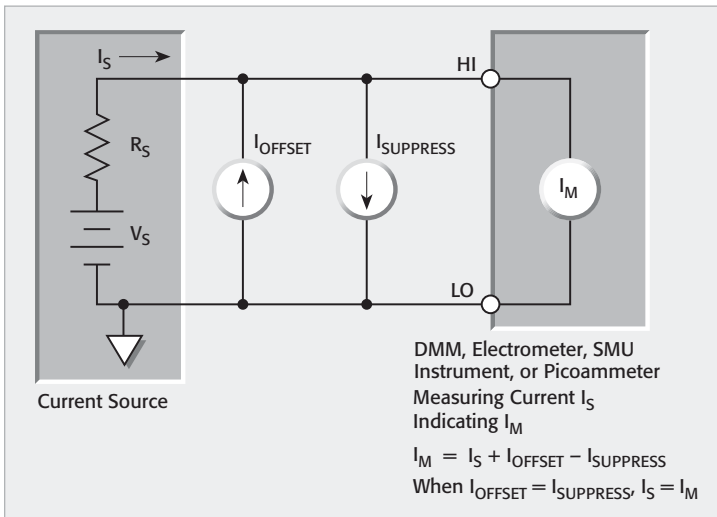 I_S
R_S
V_S
I_OFFSET
I_SUPPRESS
HI
I_M
LO
Current Source
DMM, Electrometer, SMU
Instrument, or Picoammeter
Measuring Current I_S
Indicating I_M
I_M = I_S + I_OFFSET – I_SUPPRESS
When I_OFFSET = I_SUPPRESS, I_S = I_M